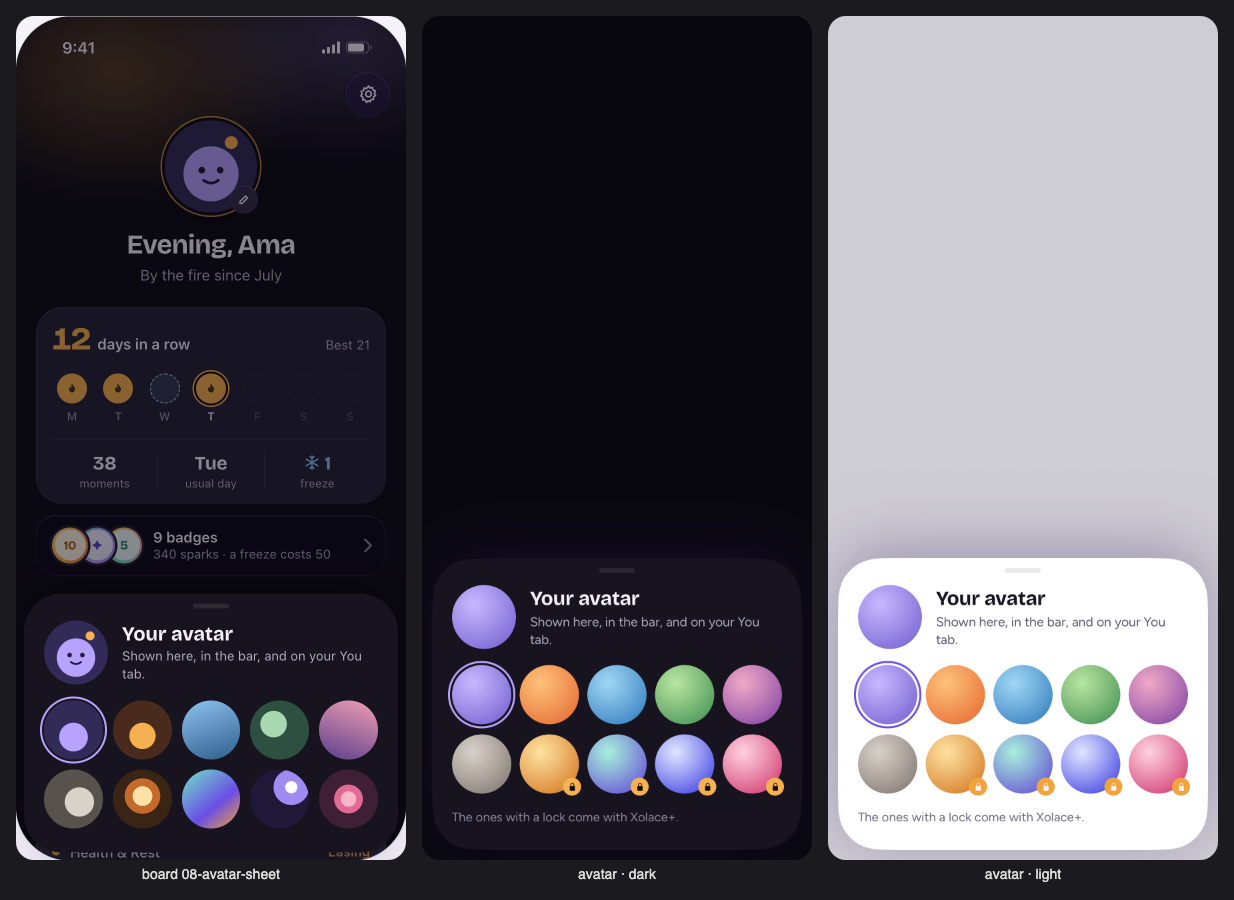 9:41
Evening, Ama
By the fire since July
12 days in a row
Best 21
M T W T F S S
38
moments
Tue
usual day
1
freeze
10
5
9 badges
340 sparks · a freeze costs 50
Your avatar
Shown here, in the bar, and on your You
tab.
Health & Rest
Easing
board 08-avatar-sheet
Your avatar
Shown here, in the bar, and on your You
tab.
The ones with a lock come with Xolace+.
avatar · dark
Your avatar
Shown here, in the bar, and on your You
tab.
The ones with a lock come with Xolace+.
avatar · light